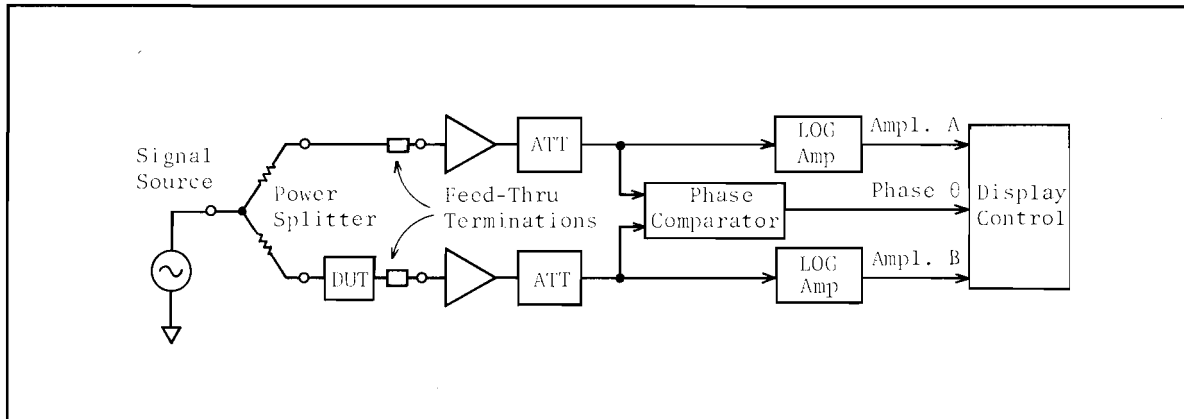 Signal
Source
Power
Splitter
DUT
Feed-Thru
Terminations
ATT
ATT
Phase
Comparator
LOG
Amp
LOG
Amp
Ampl. A
Phase θ
Ampl. B
Display
Control